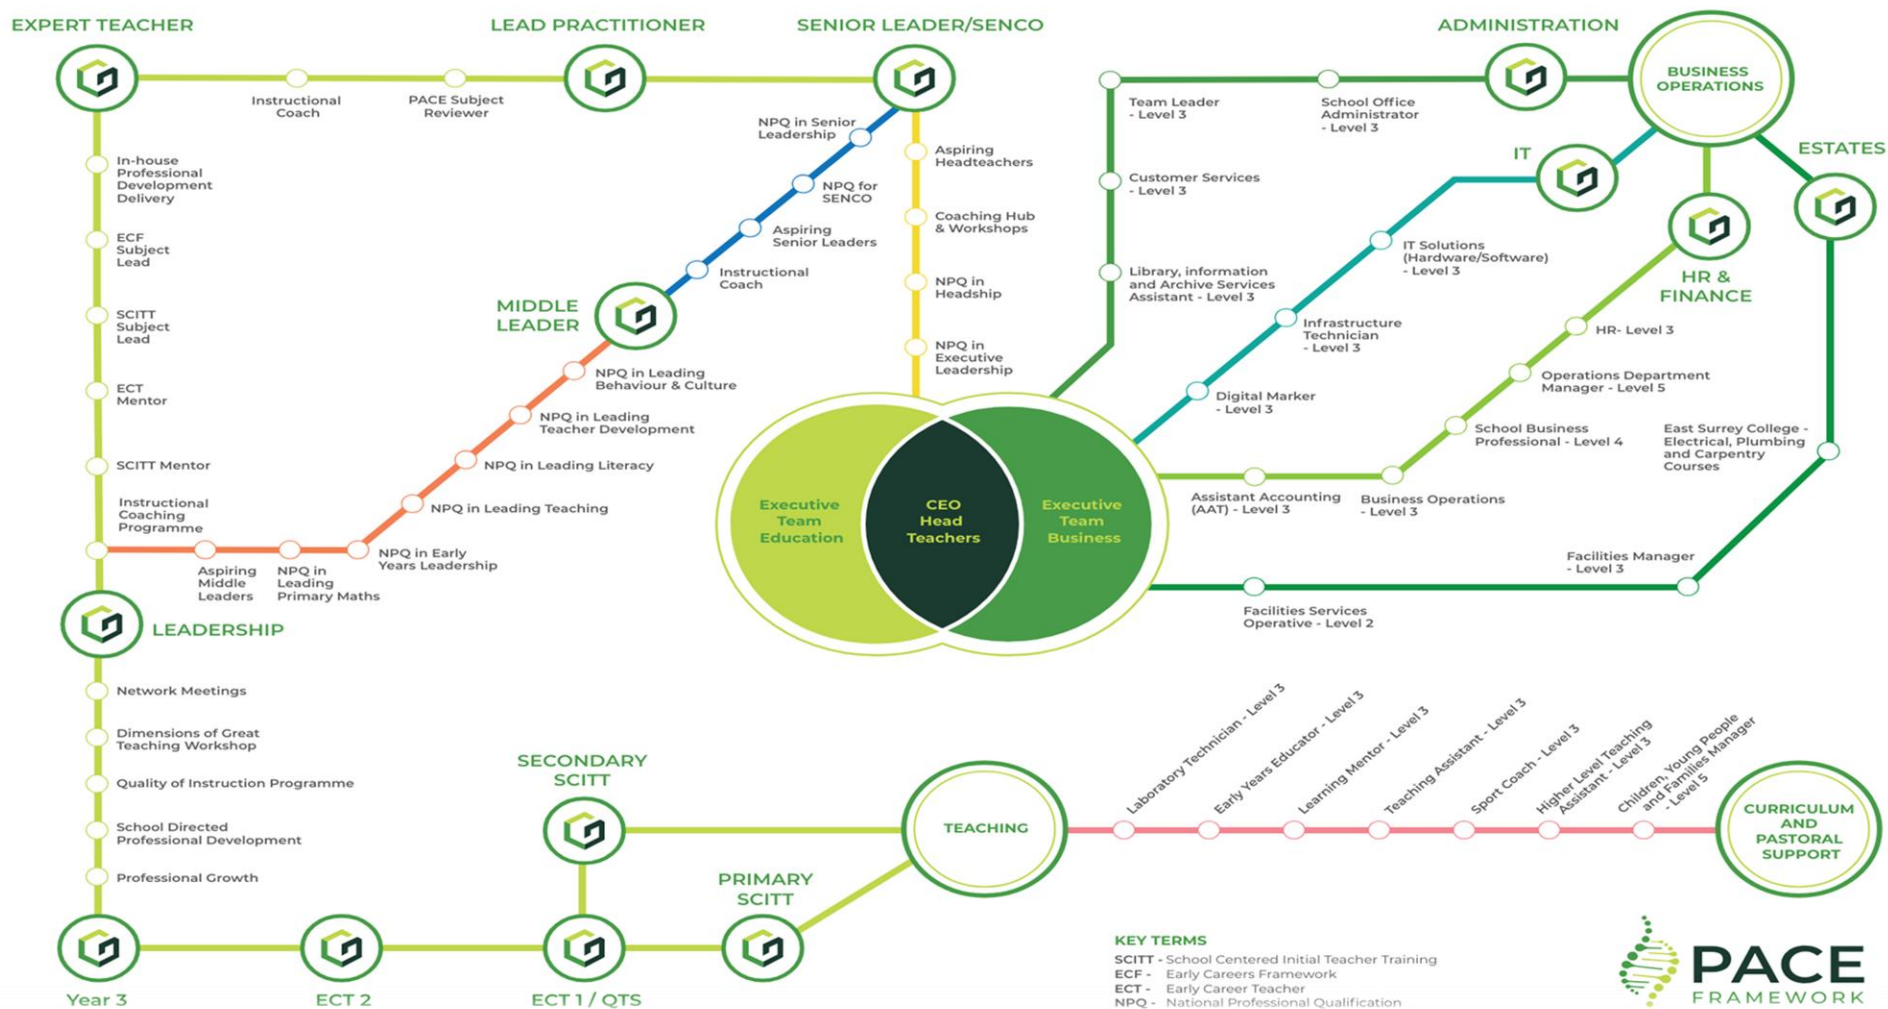 EXPERT TEACHER
LEAD PRACTITIONER
SENIOR LEADER/SENCO
Instructional
Coach
PACE Subject
Reviewer
In-house
Professional
Development
Delivery
ECF
Subject
Lead
SCITT
Subject
Lead
ECT
Mentor
SCITT Mentor
Instructional
Coaching
Programme
NPQ in Senior
Leadership
NPQ for
SENCO
Aspiring
Senior Leaders
Instructional
Coach
MIDDLE
LEADER
NPQ in Leading
Behaviour & Culture
NPQ in Leading
Teacher Development
NPQ in Leading Literacy
NPQ in Leading Teaching
NPQ in Early
Years Leadership
Aspiring
Middle
Leaders
NPQ in
Leading
Primary Maths
Aspiring
Headteachers
Coaching Hub
& Workshops
NPQ in
Headship
NPQ in
Executive
Leadership
Executive
Team
Education
CEO
Head
Teachers
Executive
Team
Business
ADMINISTRATION
BUSINESS
OPERATIONS
Team Leader
- Level 3
School Office
Administrator
- Level 3
Customer Services
- Level 3
Library, information
and Archive Services
Assistant - Level 3
IT
IT Solutions
(Hardware/Software)
- Level 3
Infrastructure
Technician
- Level 3
Digital Marker
- Level 3
HR &
FINANCE
HR- Level 3
Operations Department
Manager - Level 5
School Business
Professional - Level 4
Business Operations
- Level 3
Assistant Accounting
(AAT) - Level 3
ESTATES
East Surrey College -
Electrical, Plumbing
and Carpentry
Courses
Facilities Manager
- Level 3
Facilities Services
Operative - Level 2
LEADERSHIP
Network Meetings
Dimensions of Great
Teaching Workshop
Quality of Instruction Programme
School Directed
Professional Development
Professional Growth
Year 3
ECT 2
ECT 1 / QTS
SECONDARY
SCITT
PRIMARY
SCITT
TEACHING
Laboratory Technician - Level 3
Early Years Educator - Level 3
Learning Mentor - Level 3
Teaching Assistant - Level 3
Sport Coach - Level 3
Higher Level Teaching
Assistant - Level 3
Children, Young People
and Families Manager
- Level 5
CURRICULUM
AND
PASTORAL
SUPPORT
KEY TERMS
SCITT - School Centered Initial Teacher Training
ECF - Early Careers Framework
ECT - Early Career Teacher
NPQ - National Professional Qualification
PACE
FRAMEWORK